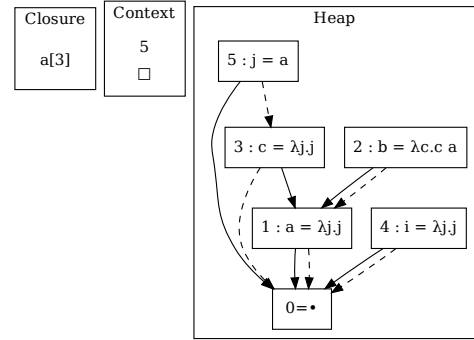 Closure
a[3]
Context
5
□
Heap
5 : j = a
3 : c = λj.j
2 : b = λc.c a
1 : a = λj.j
4 : i = λj.j
0=•